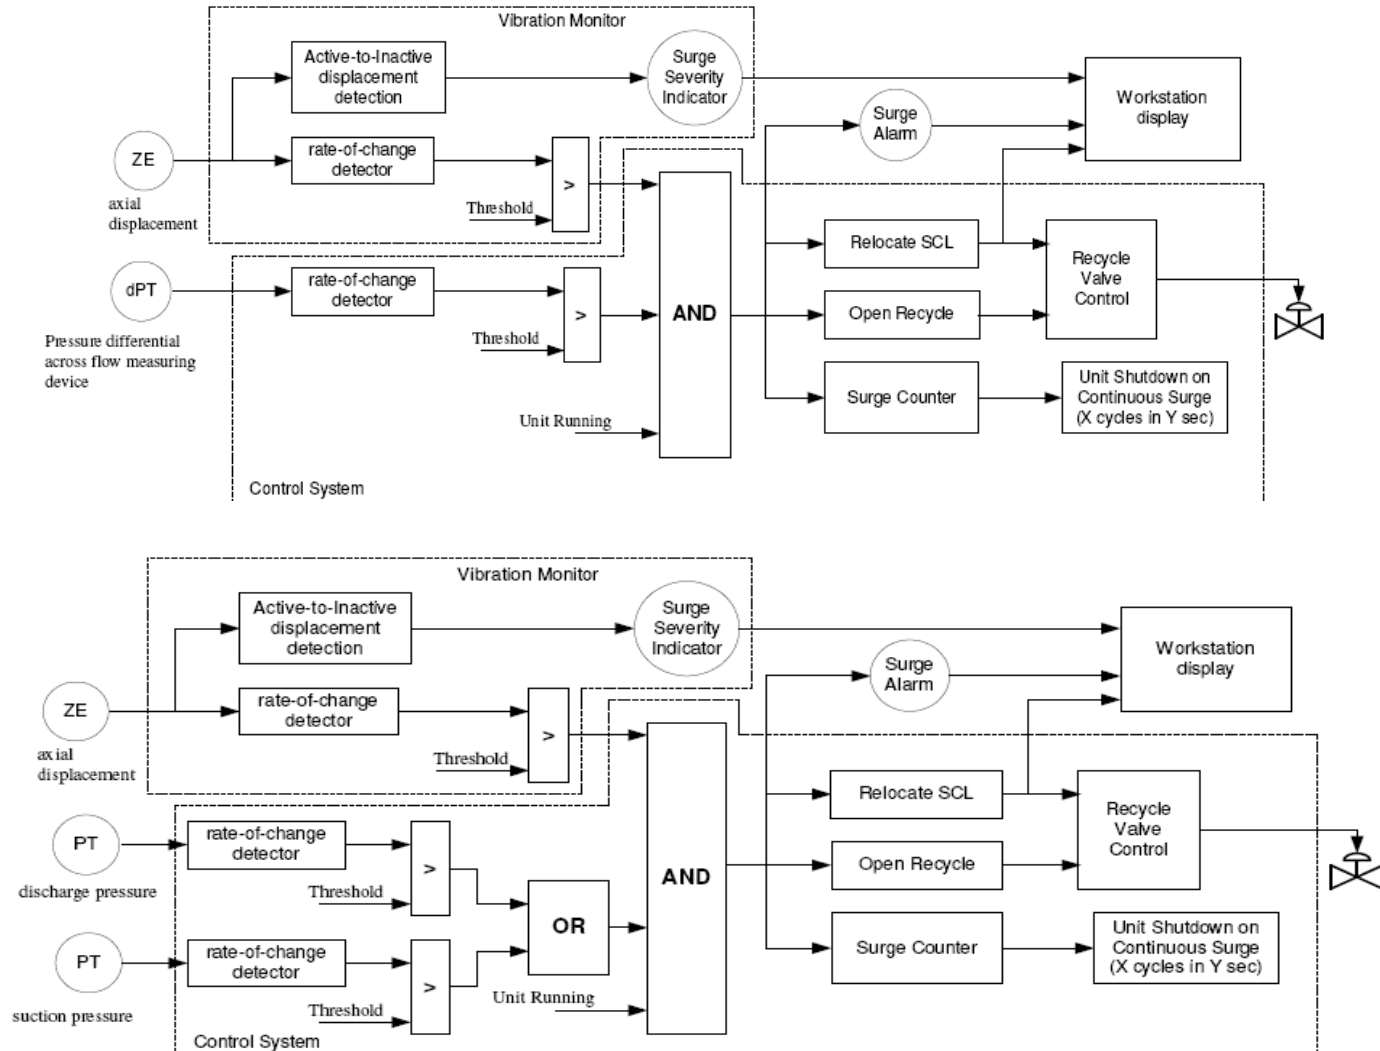 Vibration Monitor
Active-to-Inactive
displacement
detection
Surge
Severity
Indicator
Workstation
display
Surge
Alarm
ZE
rate-of-change
detector
>
axial
displacement
Threshold
Relocate SCL
Recycle
Valve
Control
dPT
rate-of-change
detector
>
AND
Open Recycle
Threshold
Pressure differential
across flow measuring
device
Surge Counter
Unit Shutdown on
Continuous Surge
(X cycles in Y sec)
Unit Running
Control System
Vibration Monitor
Active-to-Inactive
displacement
detection
Surge
Severity
Indicator
Workstation
display
Surge
Alarm
ZE
rate-of-change
detector
>
axial
displacement
Threshold
Relocate SCL
Recycle
Valve
Control
PT
rate-of-change
detector
>
discharge pressure
Threshold
AND
Open Recycle
OR
PT
rate-of-change
detector
>
Surge Counter
Unit Shutdown on
Continuous Surge
(X cycles in Y sec)
Unit Running
Threshold
suction pressure
Control System